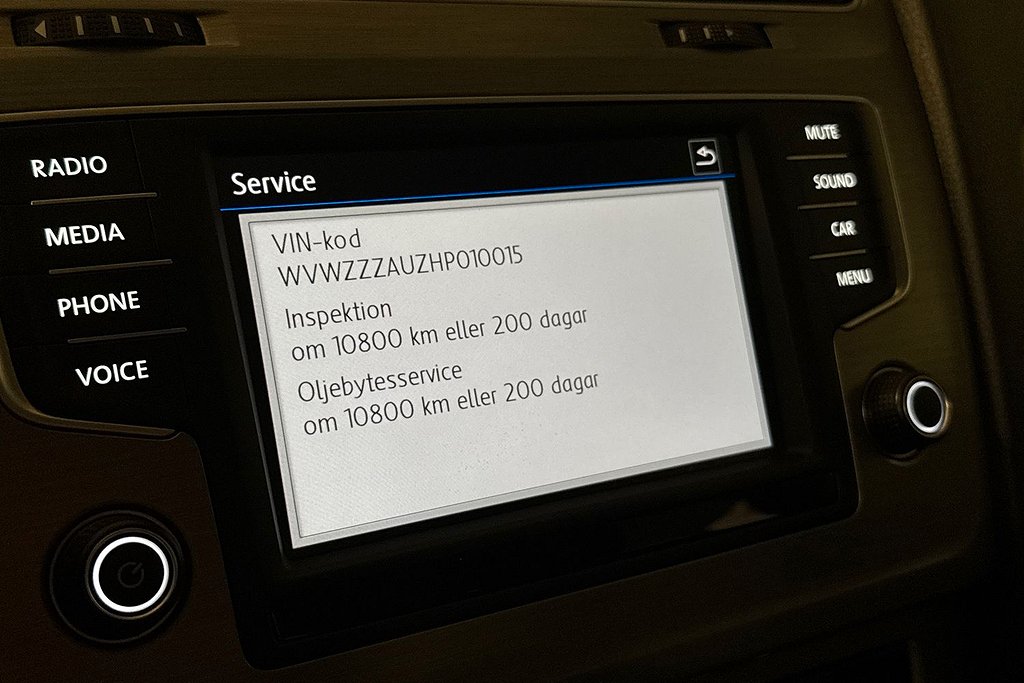 Service
VIN-kod
WVWZZZAUZHP010015
Inspektion
om 10800 km eller 200 dagar
Oljebytesservice
om 10800 km eller 200 dagar
RADIO
MEDIA
PHONE
VOICE
MUTE
SOUND
CAR
MENU